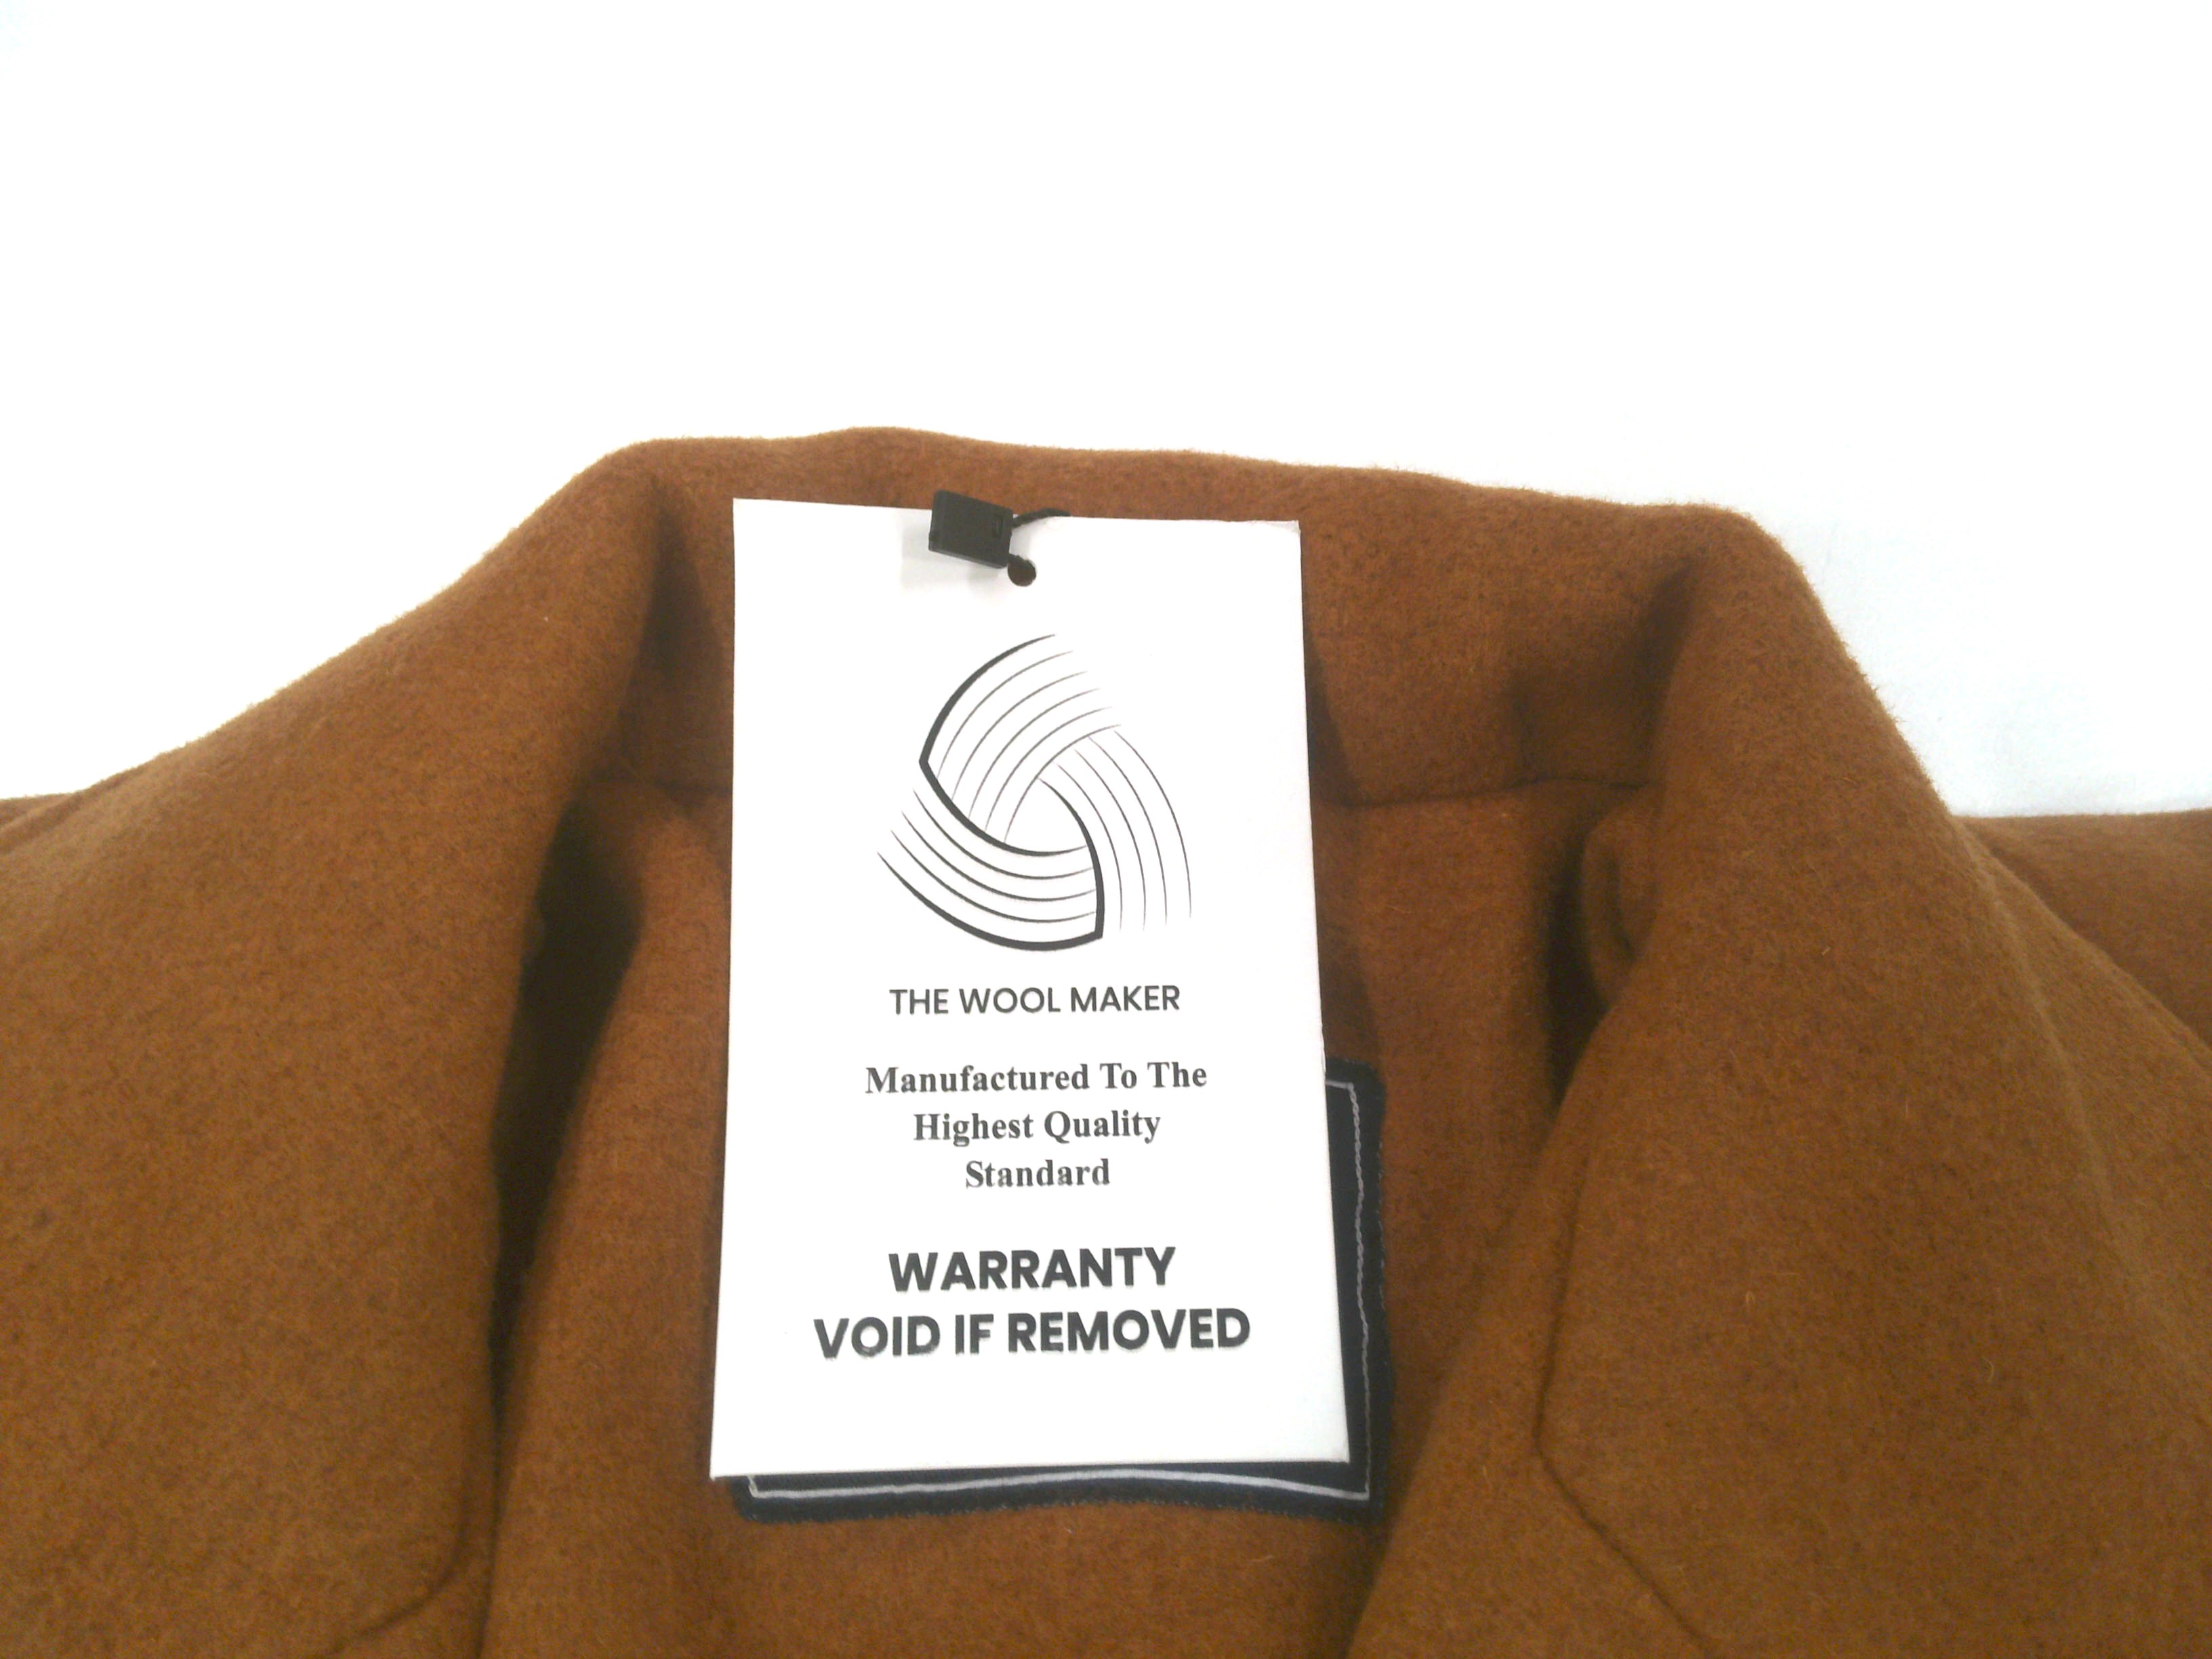 THE WOOL MAKER
Manufactured To The
Highest Quality
Standard
WARRANTY
VOID IF REMOVED